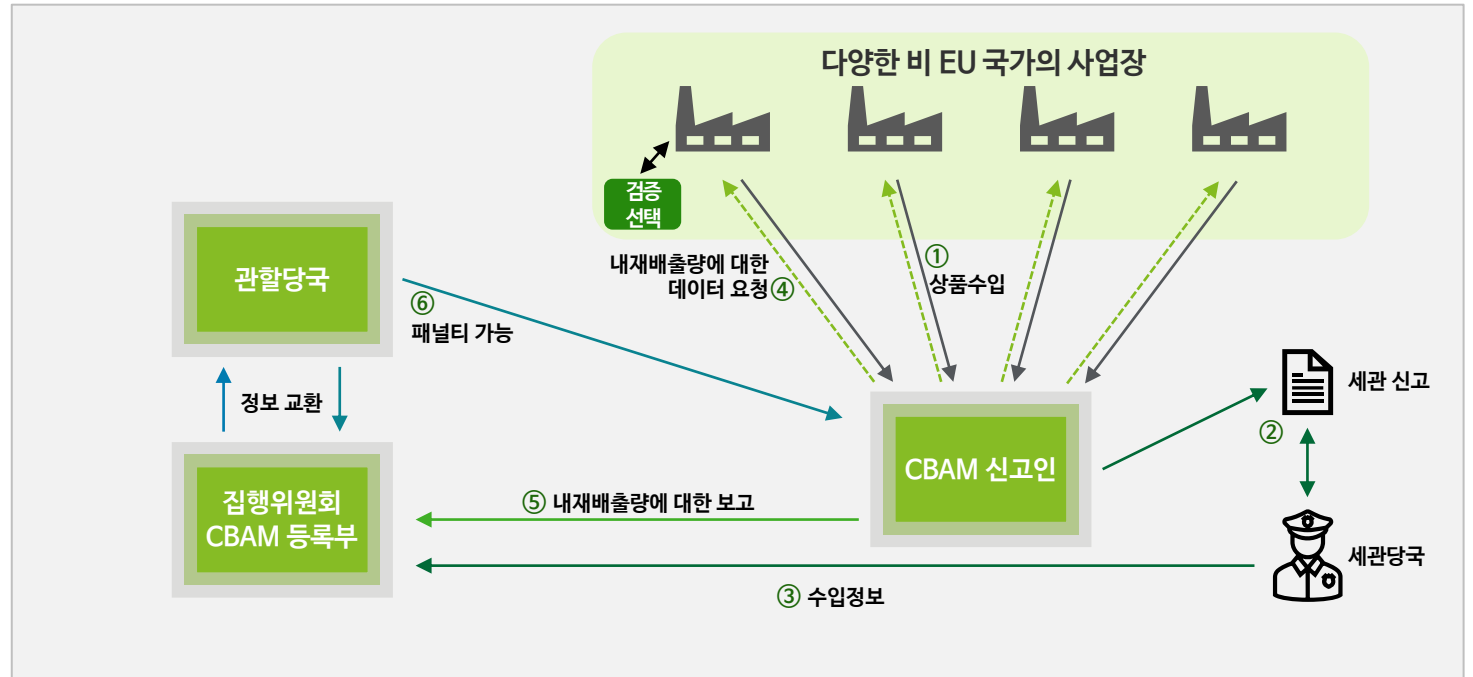 다양한 비 EU 국가의 사업장
검증
선택
내재배출량에 대한
데이터 요청④
①
상품수입
관할당국
⑥
패널티 가능
정보 교환
세관 신고
②
CBAM 신고인
집행위원회
CBAM 등록부
⑤ 내재배출량에 대한 보고
세관당국
③ 수입정보